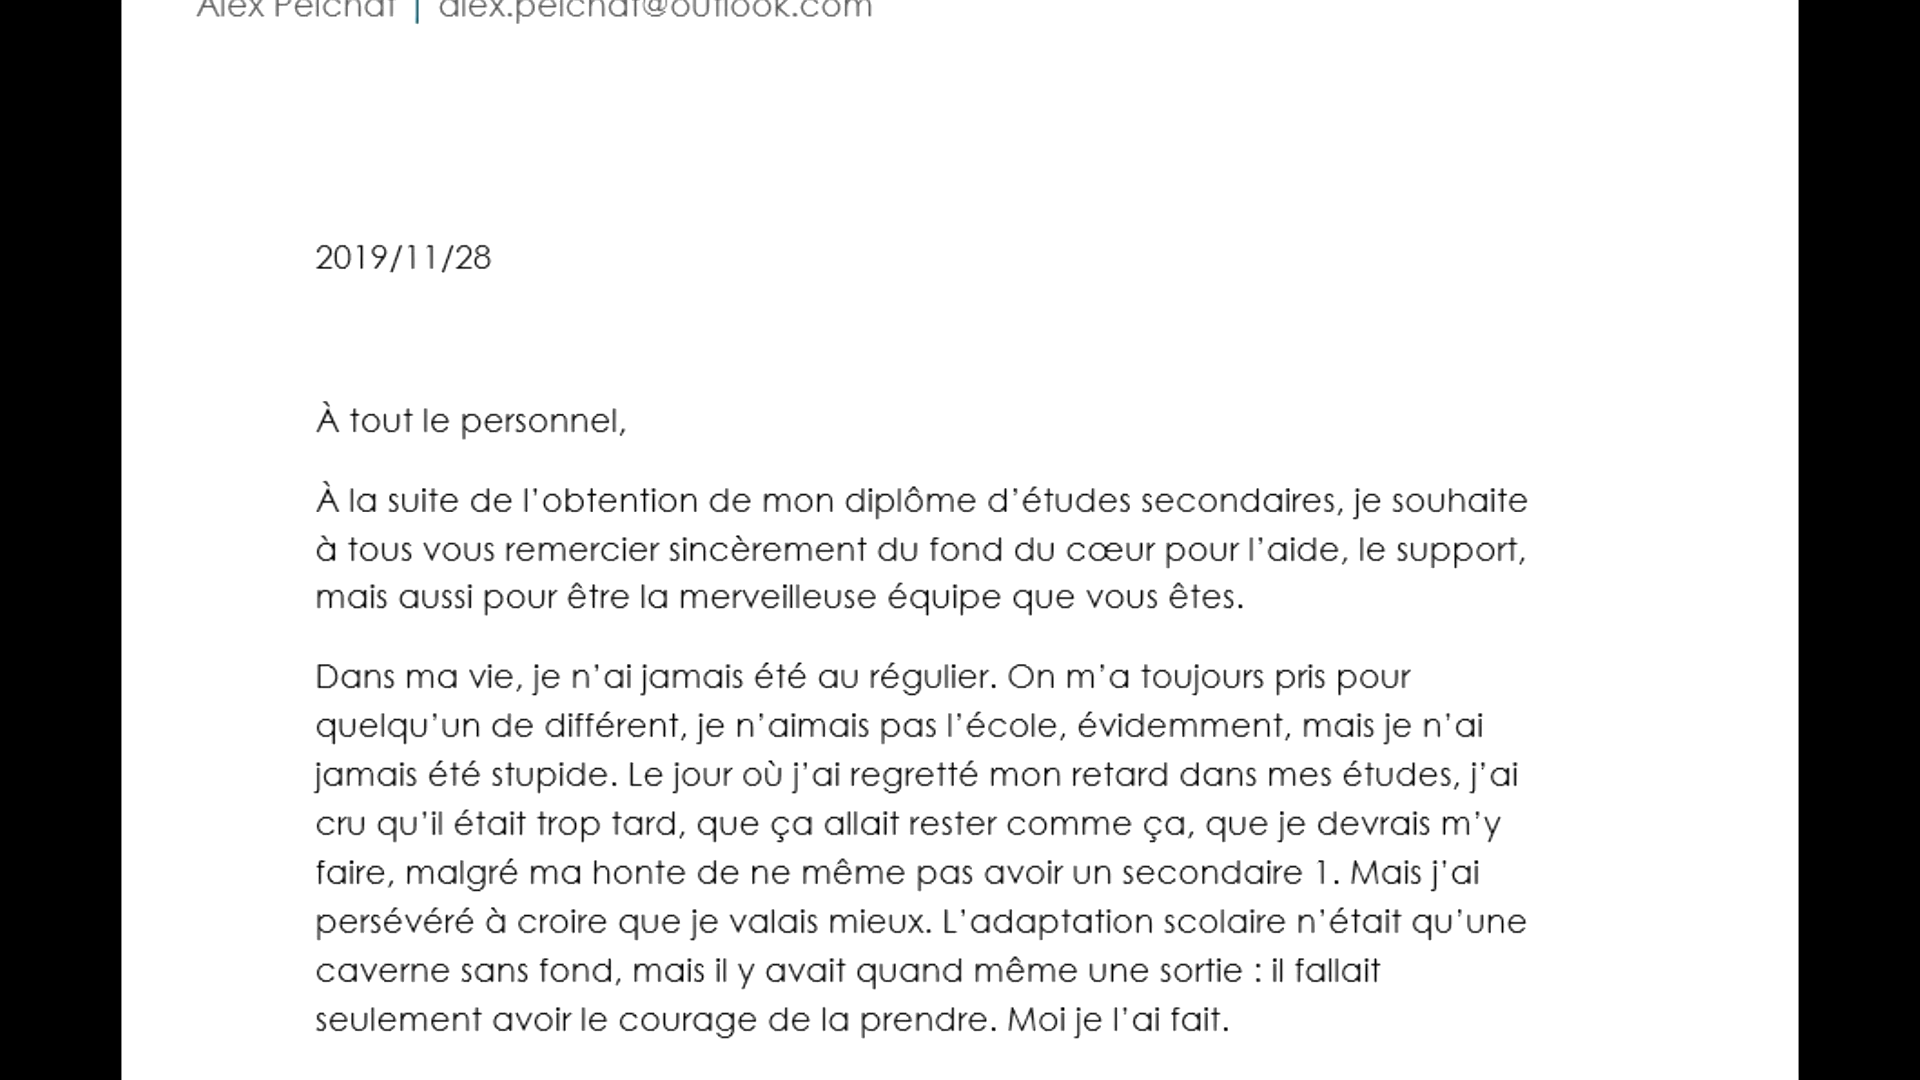 Alex Pelchat | alex.pelchat@outlook.com
2019/11/28
À tout le personnel,
À la suite de l’obtention de mon diplôme d’études secondaires, je souhaite
à tous vous remercier sincèrement du fond du cœur pour l’aide, le support,
mais aussi pour être la merveilleuse équipe que vous êtes.
Dans ma vie, je n’ai jamais été au régulier. On m’a toujours pris pour
quelqu’un de différent, je n’aimais pas l’école, évidemment, mais je n’ai
jamais été stupide. Le jour où j’ai regretté mon retard dans mes études, j’ai
cru qu’il était trop tard, que ça allait rester comme ça, que je devrais m’y
faire, malgré ma honte de ne même pas avoir un secondaire 1. Mais j’ai
persévéré à croire que je valais mieux. L’adaptation scolaire n’était qu’une
caverne sans fond, mais il y avait quand même une sortie : il fallait
seulement avoir le courage de la prendre. Moi je l’ai fait.